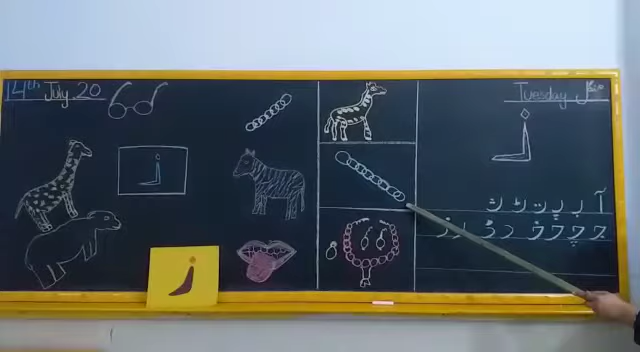 14th July 20
Tuesday
ز
ز
آ ب پ ت ٹ ث
ج چ ح خ د ڈ
ز